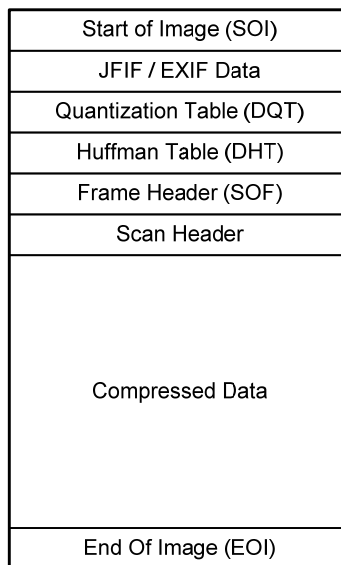 Start of Image (SOI)
JFIF / EXIF Data
Quantization Table (DQT)
Huffman Table (DHT)
Frame Header (SOF)
Scan Header
Compressed Data
End Of Image (EOI)